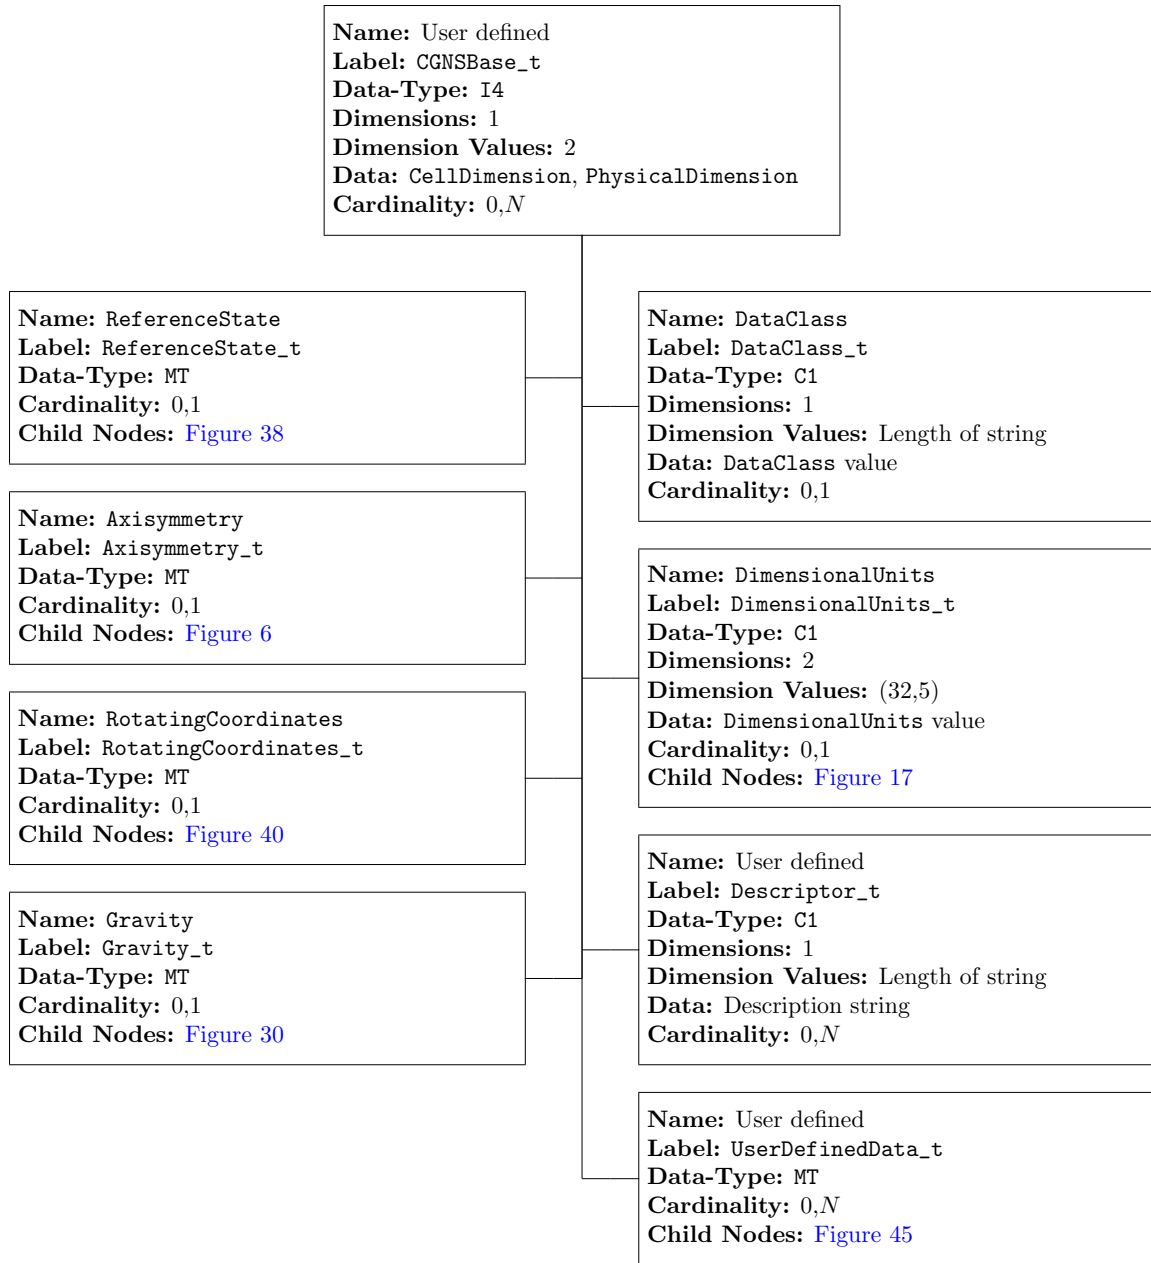 Name: User defined
Label: CGNSBase_t
Data-Type: I4
Dimensions: 1
Dimension Values: 2
Data: CellDimension, PhysicalDimension
Cardinality: 0,N
Name: ReferenceState
Label: ReferenceState_t
Data-Type: MT
Cardinality: 0,1
Child Nodes: Figure 38
Name: Axisymmetry
Label: Axisymmetry_t
Data-Type: MT
Cardinality: 0,1
Child Nodes: Figure 6
Name: RotatingCoordinates
Label: RotatingCoordinates_t
Data-Type: MT
Cardinality: 0,1
Child Nodes: Figure 40
Name: Gravity
Label: Gravity_t
Data-Type: MT
Cardinality: 0,1
Child Nodes: Figure 30
Name: DataClass
Label: DataClass_t
Data-Type: C1
Dimensions: 1
Dimension Values: Length of string
Data: DataClass value
Cardinality: 0,1
Name: DimensionalUnits
Label: DimensionalUnits_t
Data-Type: C1
Dimensions: 2
Dimension Values: (32,5)
Data: DimensionalUnits value
Cardinality: 0,1
Child Nodes: Figure 17
Name: User defined
Label: Descriptor_t
Data-Type: C1
Dimensions: 1
Dimension Values: Length of string
Data: Description string
Cardinality: 0,N
Name: User defined
Label: UserDefinedData_t
Data-Type: MT
Cardinality: 0,N
Child Nodes: Figure 45